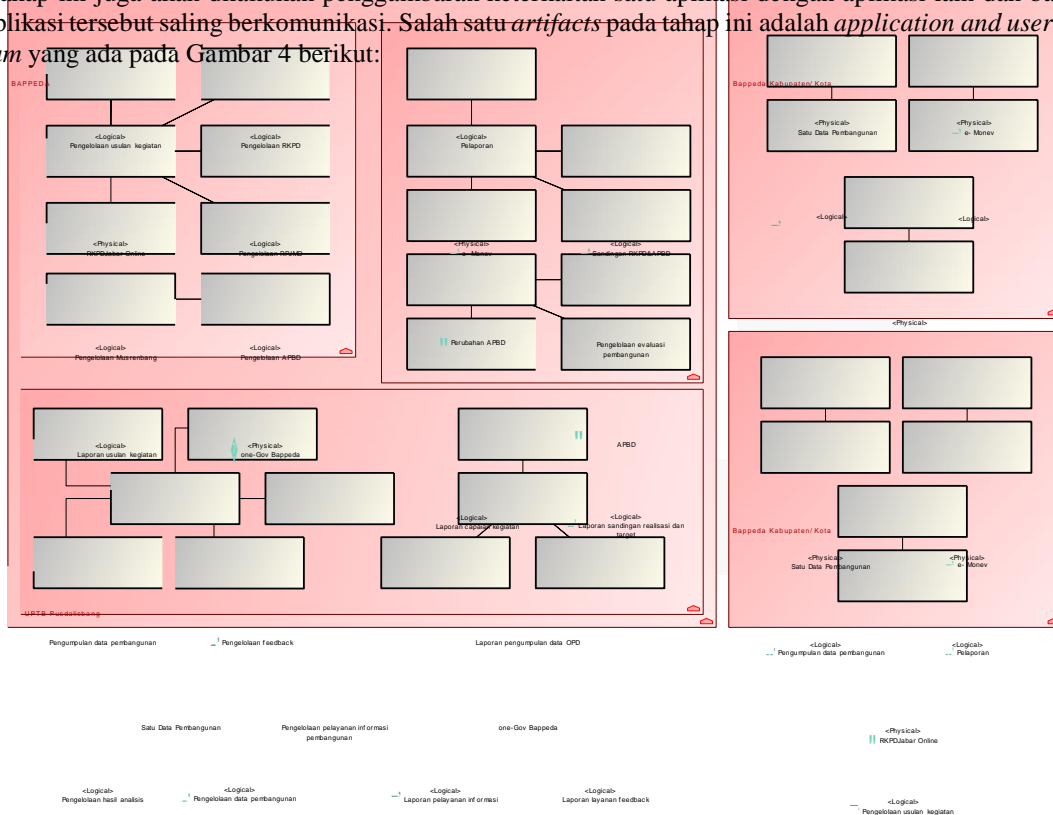 plikasi tersebut saling berkomunikasi. Salah satu artifacts pada tahap ini adalah application and user
yang ada pada Gambar 4 berikut:
BAPPEDA
<Logical>
Pengelolaan usulan kegiatan
<Logical>
Pengelolaan RKPD
<Physical>
RKPDJabar Online
<Logical>
Pengelolaan RPJMD
<Logical>
Pengelolaan Musrenbang
<Logical>
Pengelolaan APBD
<Logical>
Pelaporan
<Physical>
e- Monev
<Logical>
Sandingan RKPD&APBD
Perubahan APBD
Pengelolaan evaluasi
pembangunan
Bappeda Kabupaten/ Kota
<Physical>
Satu Data Pembangunan
<Physical>
e- Monev
<Logical>
<Logical>
<Physical>
<Logical>
Laporan usulan kegiatan
<Physical>
one-Gov Bappeda
APBD
<Logical>
Laporan capaian kegiatan
<Logical>
Laporan sandingan realisasi dan
target
Bappeda Kabupaten/ Kota
<Physical>
Satu Data Pembangunan
<Physical>
e- Monev
UPTB Pusdalisbang
Pengumpulan data pembangunan
Pengelolaan feedback
Laporan pengumpulan data OPD
<Logical>
Pengumpulan data pembangunan
<Logical>
Pelaporan
Satu Data Pembangunan
Pengelolaan pelayanan informasi
pembangunan
one-Gov Bappeda
<Physical>
RKPDJabar Online
<Logical>
Pengelolaan hasil analisis
<Logical>
Pengelolaan data pembangunan
<Logical>
Laporan pelayanan informasi
<Logical>
Laporan layanan feedback
<Logical>
Pengelolaan usulan kegiatan